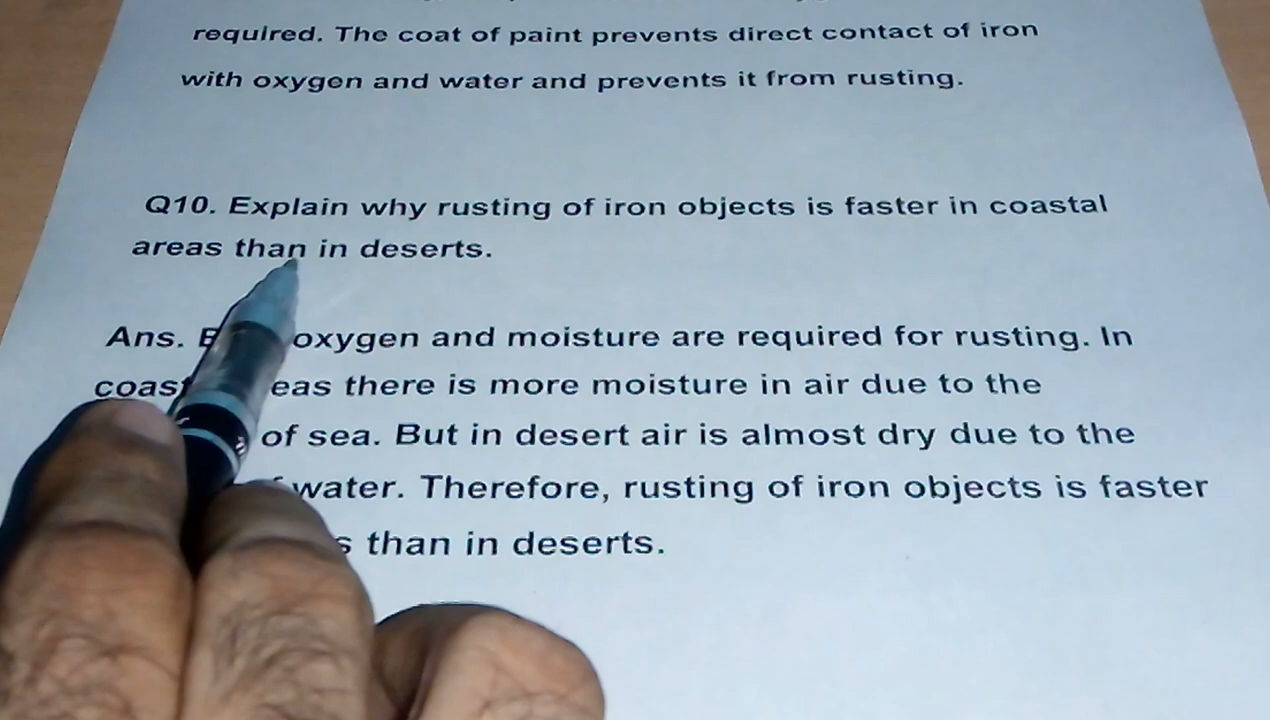 required. The coat of paint prevents direct contact of iron
with oxygen and water and prevents it from rusting.
Q10. Explain why rusting of iron objects is faster in coastal
areas than in deserts.
Ans. oxygen and moisture are required for rusting. In
there is more moisture in air due to the
of sea. But in desert air is almost dry due to the
water. Therefore, rusting of iron objects is faster
than in deserts.